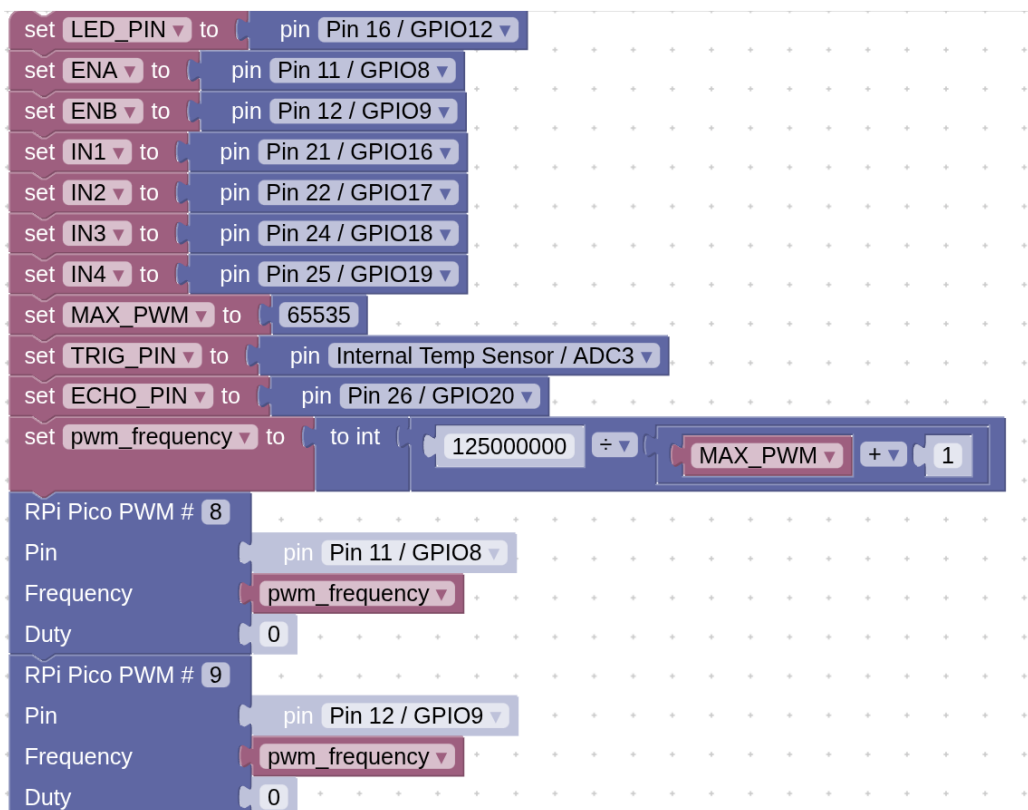 set LED_PIN to pin Pin 16 / GPIO12
set ENA to pin Pin 11 / GPIO8
set ENB to pin Pin 12 / GPIO9
set IN1 to pin Pin 21 / GPIO16
set IN2 to pin Pin 22 / GPIO17
set IN3 to pin Pin 24 / GPIO18
set IN4 to pin Pin 25 / GPIO19
set MAX_PWM to 65535
set TRIG_PIN to pin Internal Temp Sensor / ADC3
set ECHO_PIN to pin Pin 26 / GPIO20
set pwm_frequency to to int 125000000 ÷ MAX_PWM + 1
RPi Pico PWM # 8
Pin pin Pin 11 / GPIO8
Frequency pwm_frequency
Duty 0
RPi Pico PWM # 9
Pin pin Pin 12 / GPIO9
Frequency pwm_frequency
Duty 0